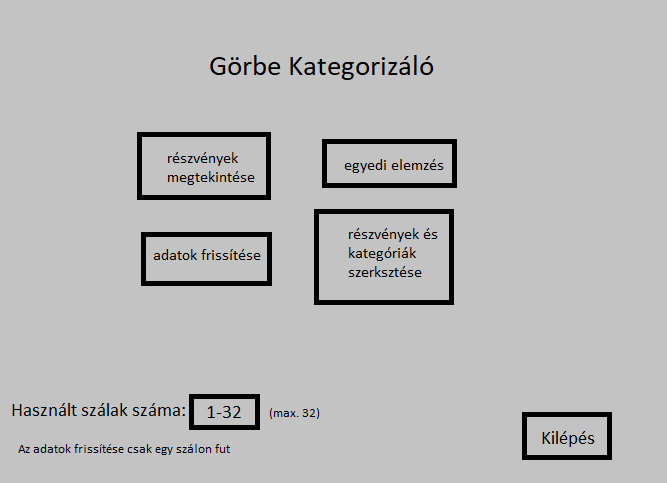 Görbe Kategorizáló
részvények
megtekintése
egyedi elemzés
adatok frissítése
részvények és
kategóriák
szerksztése
Használt szálak száma: 1-32 (max. 32)
Az adatok frissítése csak egy szálon fut
Kilépés